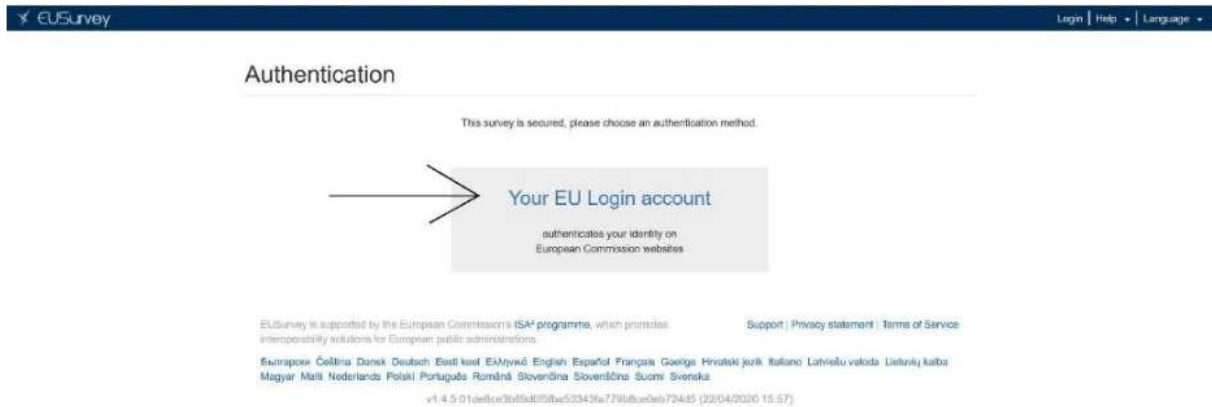 EUSurvey
Login | Help | Language
Authentication
This survey is secured, please choose an authentication method.
Your EU Login account
authenticates your identity on
European Commission websites
EUSurvey is supported by the European Commission's ISA² programme, which promotes
interoperability solutions for European public administrations.
Support | Privacy statement | Terms of Service
Български Čeština Dansk Deutsch Eesti keel Ελληνικά English Español Français Gaeilge Hrvatski jezik Italiano Latviešu valoda Lietuvių kalba
Magyar Malti Nederlands Polski Português Română Slovenčina Slovenščina Suomi Svenska
v1.4.5 (22/04/2020 15:57)